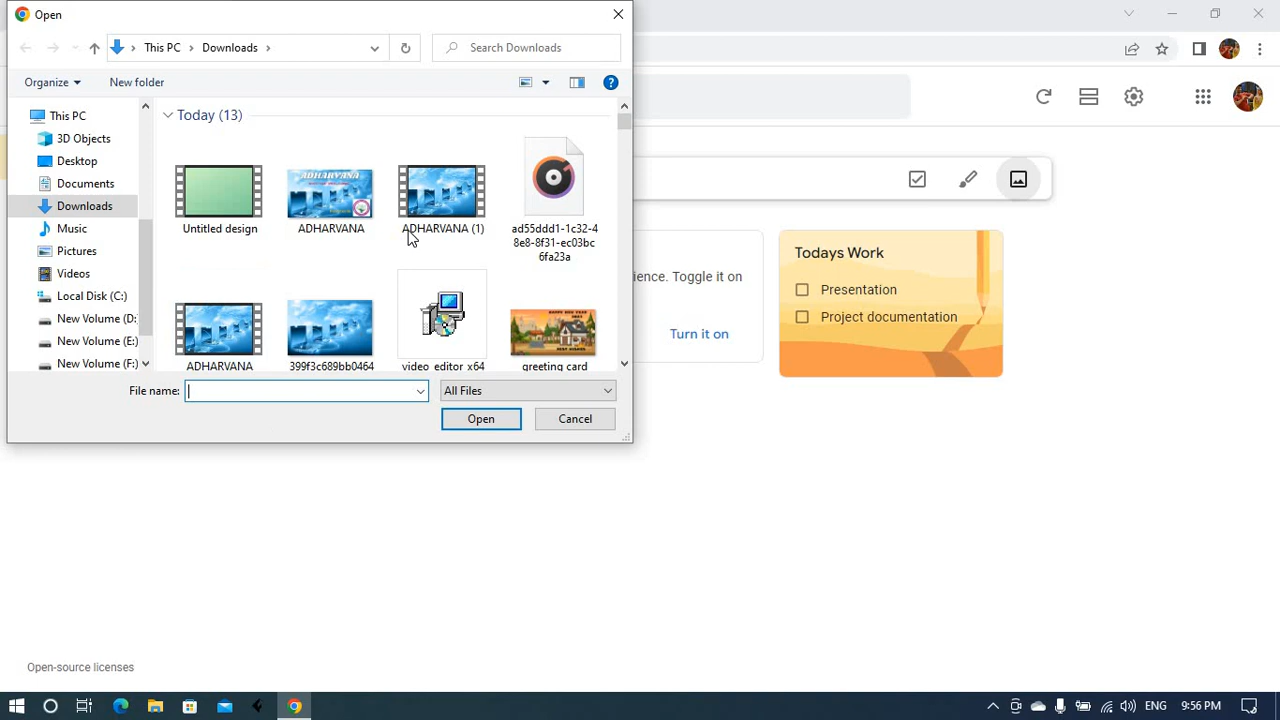 Open
This PC
Downloads
Search Downloads
Organize
New folder
This PC
3D Objects
Desktop
Documents
Downloads
Music
Pictures
Videos
Local Disk (C:)
New Volume (D:
New Volume (E:)
New Volume (F:)
Today (13)
Untitled design
ADHARVANA
ADHARVANA (1)
ad55ddd1-1c32-4
8e8-8f31-ec03bc
6fa23a
ADHARVANA
399f3c689bb0464
video_editor_x64
greeting card
File name:
All Files
Open
Cancel
ience. Toggle it on
Turn it on
Todays Work
Presentation
Project documentation
Open-source licenses
ENG
9:56 PM